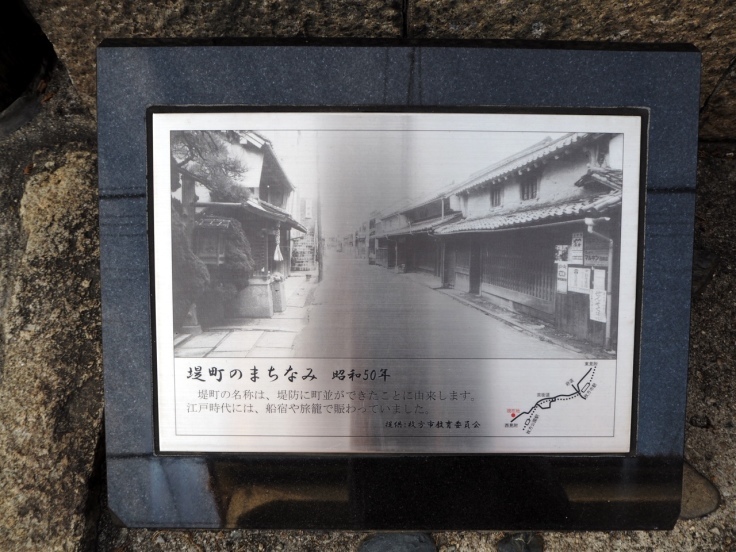 堤町のまちなみ 昭和50年
堤町の名称は、堤防に町並ができたことに由来します。
江戸時代には、船宿や旅籠で賑わっていました。
提供:枚方市教育委員会